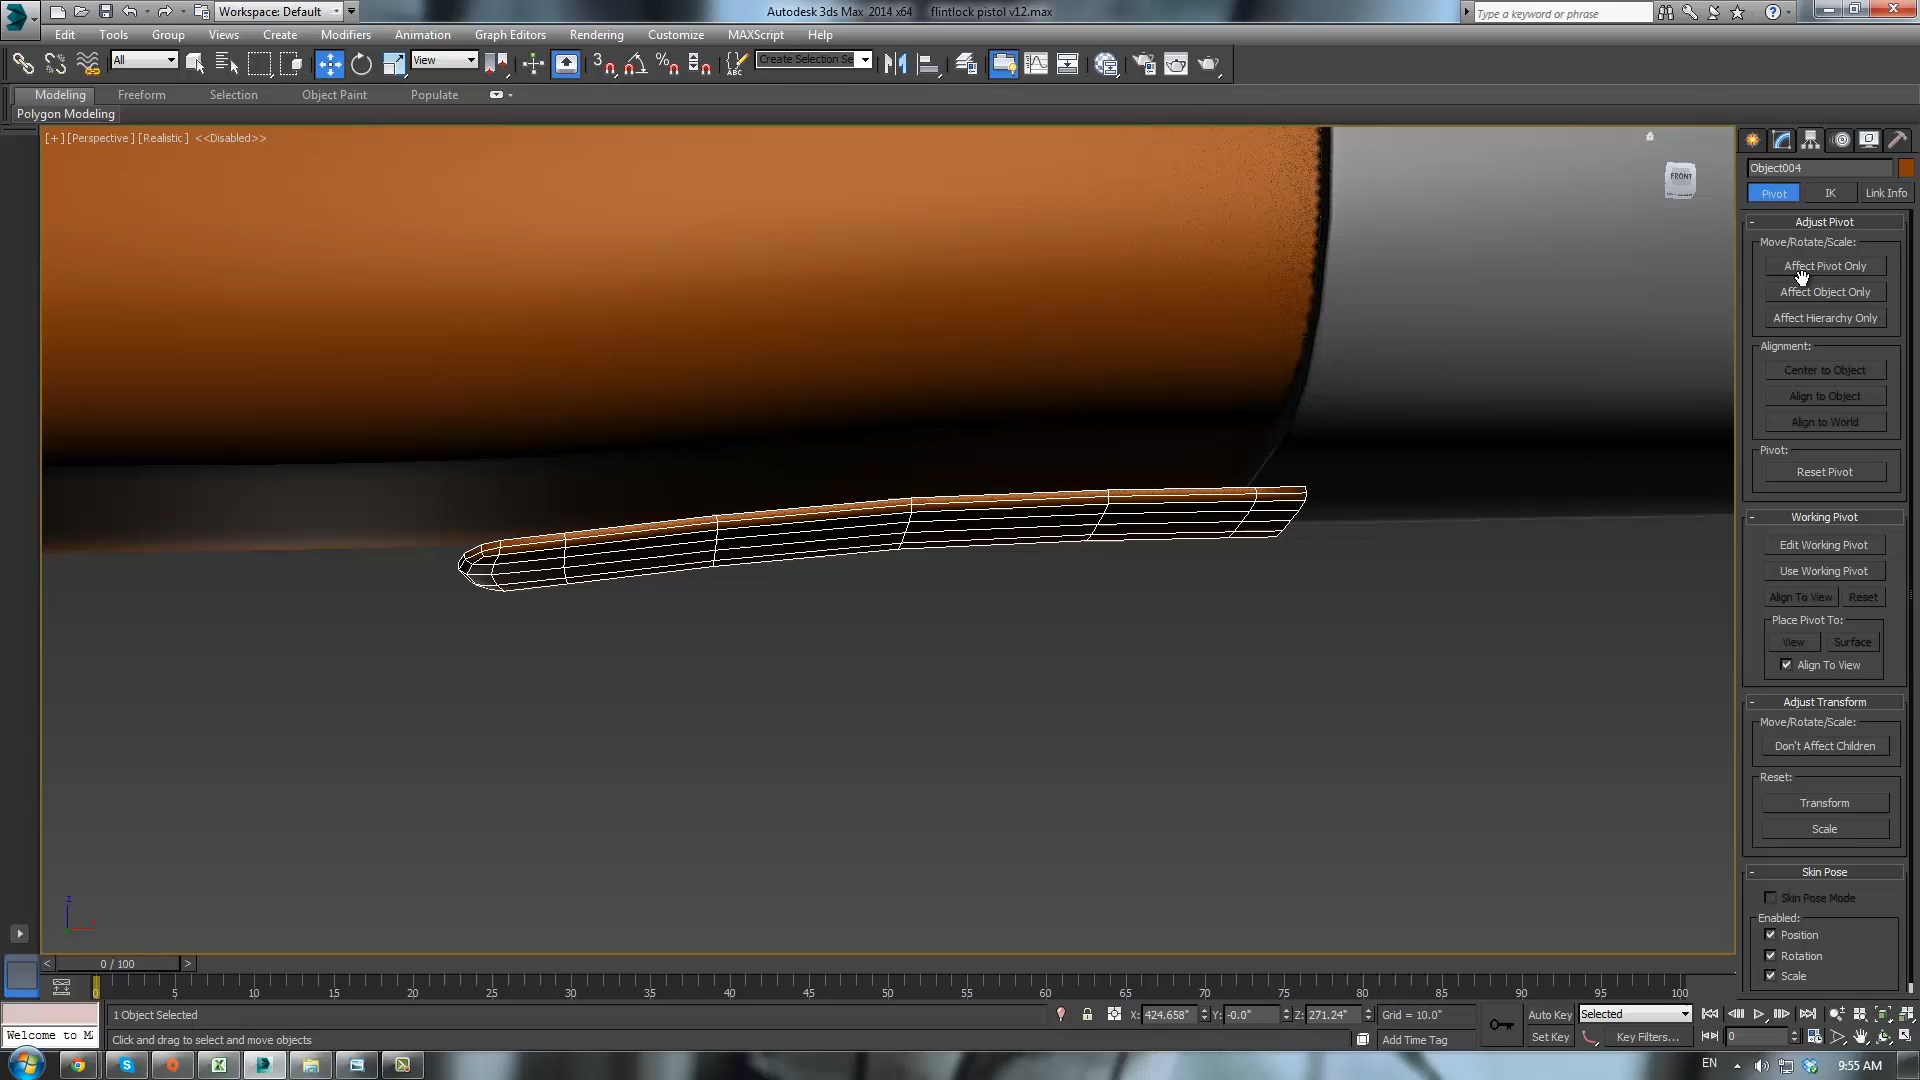 Workspace: Default
Autodesk 3ds Max 2014 x64 flintlock pistol v12.max
Type a keyword or phrase
Edit Tools Group Views Create Modifiers Animation Graph Editors Rendering Customize MAXScript Help
All
View
3
%
ABC
Create Selection Se
Modeling Freeform Selection Object Paint Populate
Polygon Modeling
[+][Perspective][Realistic] <<Disabled>>
FRONT
Object004
Pivot IK Link Info
- Adjust Pivot
Move/Rotate/Scale:
Affect Pivot Only
Affect Object Only
Affect Hierarchy Only
Alignment:
Center to Object
Align to Object
Align to World
Pivot:
Reset Pivot
- Working Pivot
Edit Working Pivot
Use Working Pivot
Align To View Reset
Place Pivot To:
View Surface
Align To View
- Adjust Transform
Move/Rotate/Scale:
Don't Affect Children
Reset:
Transform
Scale
- Skin Pose
Skin Pose Mode
Enabled:
Position
Rotation
Scale
z
< 0 / 100 >
5 10 15 20 25 30 35 40 45 50 55 60 65 70 75 80 85 90 95 100
1 Object Selected
X: 424.658" Y: -0.0" Z: 271.24" Grid = 10.0"
Auto Key Selected
Welcome to M
Click and drag to select and move objects
Add Time Tag
Set Key Key Filters...
0
EN 9:55 AM